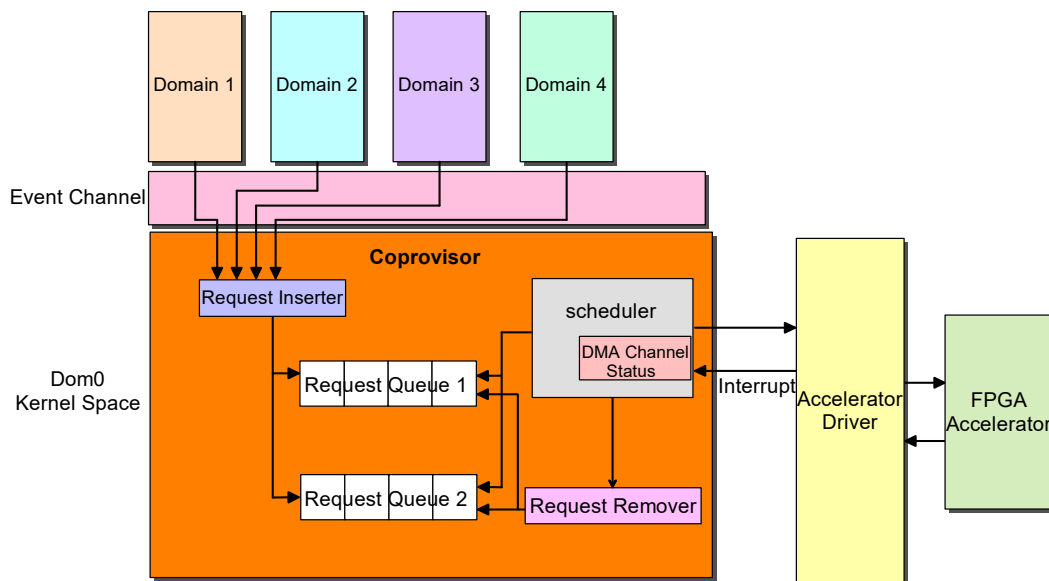 Domain 1
Domain 2
Domain 3
Domain 4
Event Channel
Coprovisor
Request Inserter
scheduler
DMA Channel
Status
Request Queue 1
Interrupt
Dom0
Kernel Space
Accelerator
Driver
FPGA
Accelerator
Request Queue 2
Request Remover